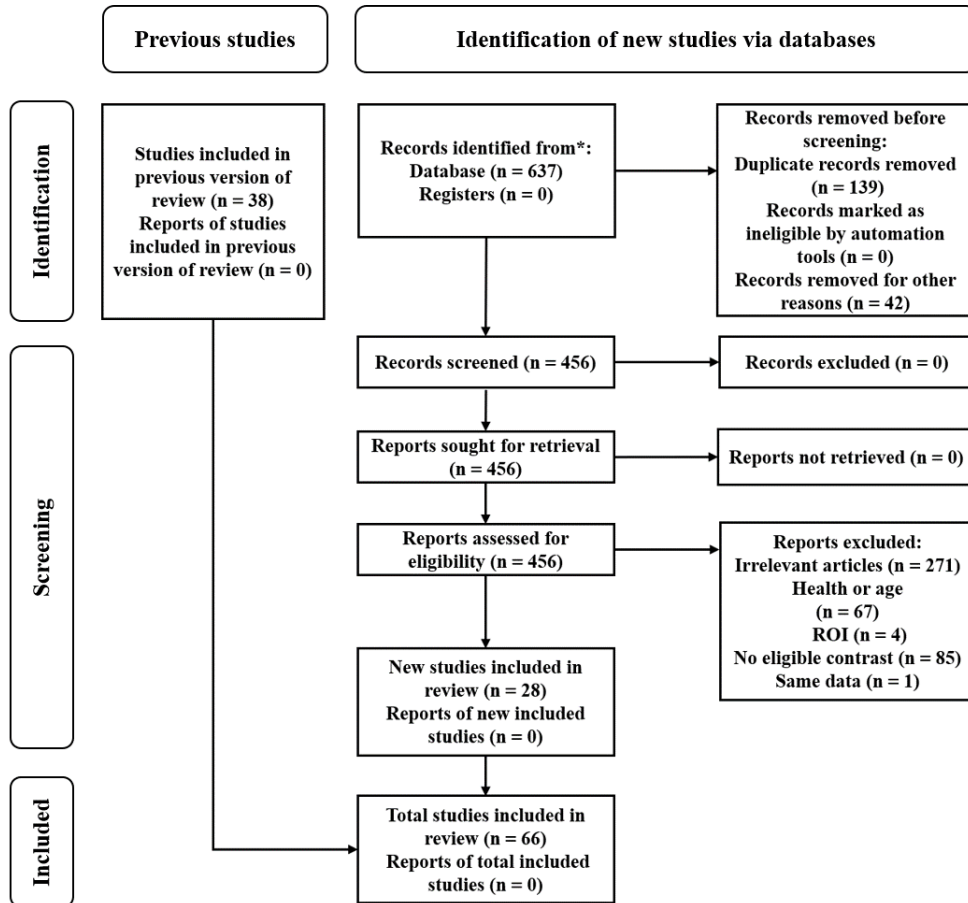 Previous studies
Identification of new studies via databases
Identification
Studies included in
previous version of
review (n = 38)
Reports of studies
included in previous
version of review (n = 0)
Records identified from*:
Database (n = 637)
Registers (n = 0)
Records removed before
screening:
Duplicate records removed
(n = 139)
Records marked as
ineligible by automation
tools (n = 0)
Records removed for other
reasons (n = 42)
Screening
Records screened (n = 456)
Records excluded (n = 0)
Reports sought for retrieval
(n = 456)
Reports not retrieved (n = 0)
Reports assessed for
eligibility (n = 456)
Reports excluded:
Irrelevant articles (n = 271)
Health or age
(n = 67)
ROI (n = 4)
No eligible contrast (n = 85)
Same data (n = 1)
New studies included in
review (n = 28)
Reports of new included
studies (n = 0)
Included
Total studies included in
review (n = 66)
Reports of total included
studies (n = 0)